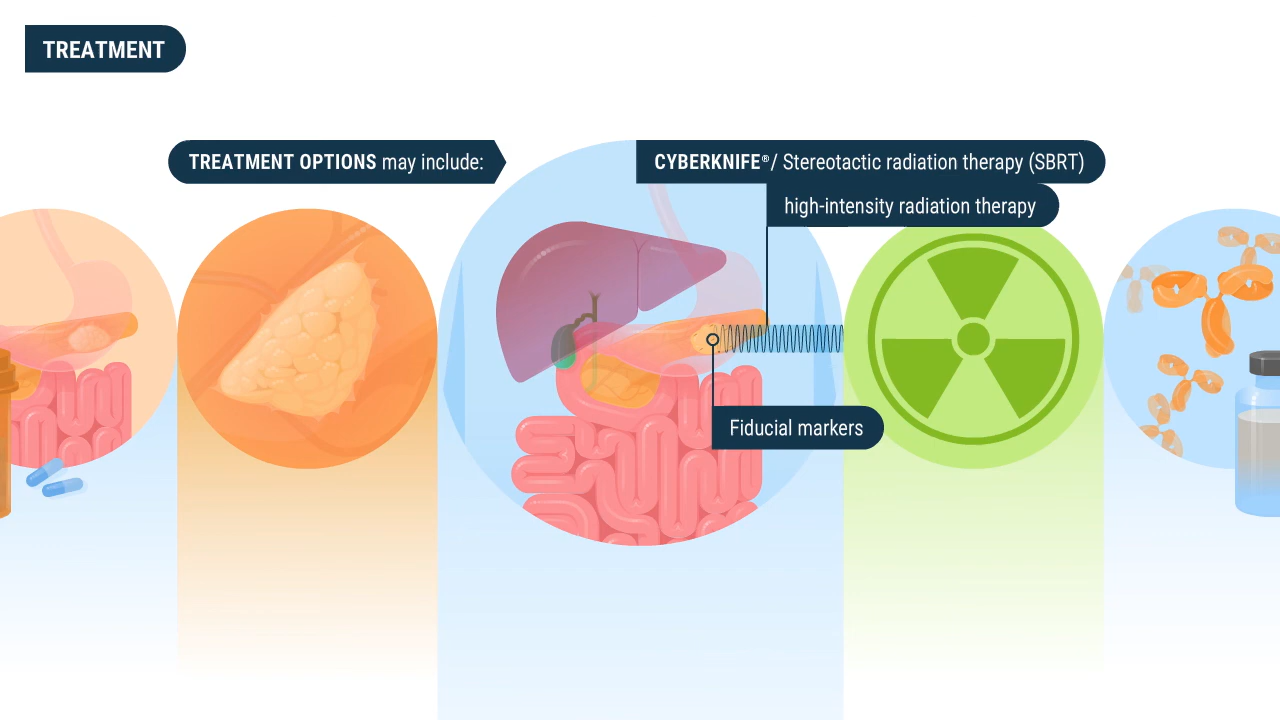 TREATMENT
TREATMENT OPTIONS may include:
CYBERKNIFE®/ Stereotactic radiation therapy (SBRT)
high-intensity radiation therapy
Fiducial markers